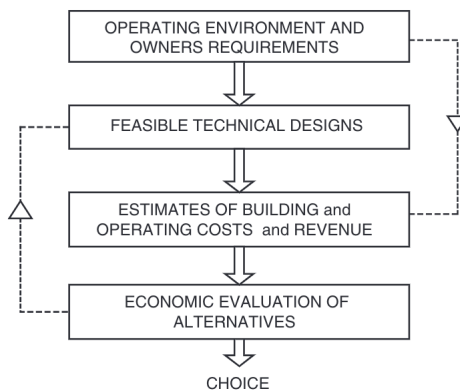 OPERATING ENVIRONMENT AND
OWNERS REQUIREMENTS
FEASIBLE TECHNICAL DESIGNS
ESTIMATES OF BUILDING and
OPERATING COSTS and REVENUE
ECONOMIC EVALUATION OF
ALTERNATIVES
CHOICE